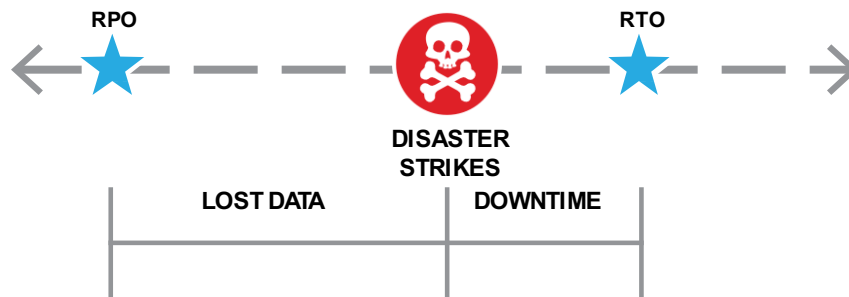 RPO
RTO
DISASTER
STRIKES
LOST DATA
DOWNTIME